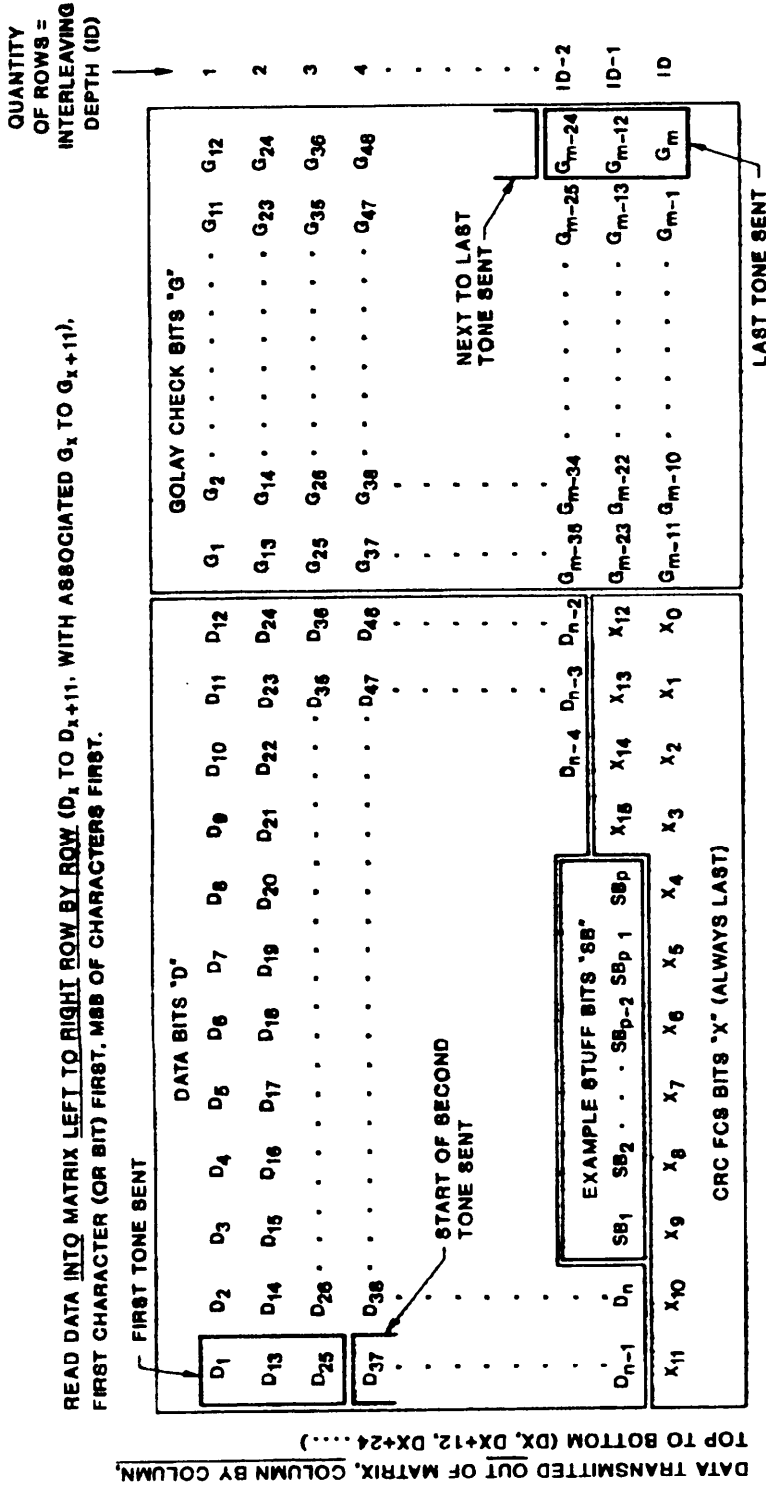 QUANTITY
OF ROWS =
INTERLEAVING
DEPTH (ID)
READ DATA INTO MATRIX LEFT TO RIGHT ROW BY ROW (DX TO DX+11, WITH ASSOCIATED GX TO GX+11),
FIRST CHARACTER (OR BIT) FIRST, MSB OF CHARACTERS FIRST.
FIRST TONE SENT
DATA BITS "D"
GOLAY CHECK BITS "G"
D1 D2 D3 D4 D5 D6 D7 D8 D9 D10 D11 D12 G1 G2 . . . . . . . G11 G12 1
D13 D14 D15 D16 D17 D18 D19 D20 D21 D22 D23 D24 G13 G14 . . . . . . . G23 G24 2
D25 D26 . . . . . . . . D35 D36 G25 G26 . . . . . . . G35 G36 3
D37 D38 . . . . . . . . D47 D48 G37 G38 . . . . . . . G47 G48 4
START OF SECOND
TONE SENT
NEXT TO LAST
TONE SENT
Dn-4 Dn-3 Dn-2 Gm-35 Gm-34 . . . . . Gm-25 Gm-24 ID-2
EXAMPLE STUFF BITS "SB"
Dn-1 Dn SB1 SB2 . . . SBp-2 SBp 1 SBp X15 X14 X13 X12 Gm-23 Gm-22 . . . . . Gm-13 Gm-12 ID-1
X11 X10 X9 X8 X7 X6 X5 X4 X3 X2 X1 X0 Gm-11 Gm-10 . . . . . Gm-1 Gm ID
CRC FCS BITS "X" (ALWAYS LAST)
LAST TONE SENT
DATA TRANSMITTED OUT OF MATRIX, COLUMN BY COLUMN,
TOP TO BOTTOM (DX, DX+12, DX+24 ....)